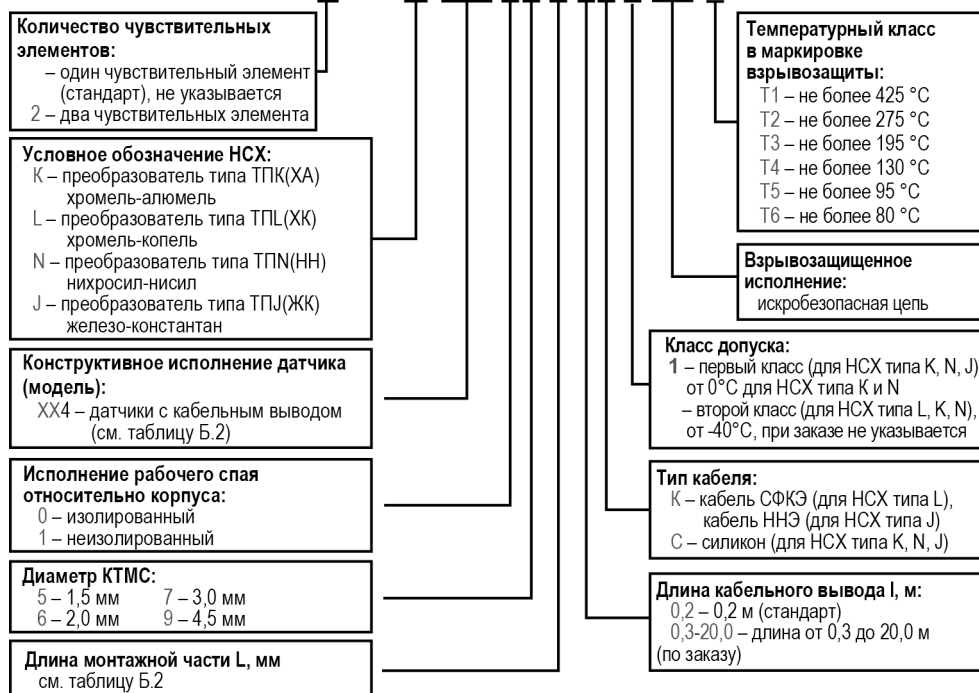 Количество чувствительных
элементов:
– один чувствительный элемент
(стандарт), не указывается
2 – два чувствительных элемента
Условное обозначение НСХ:
К – преобразователь типа ТПК(ХА)
хромель-алюмель
L – преобразователь типа ТПL(ХК)
хромель-копель
N – преобразователь типа ТПN(НН)
нихросил-нисил
J – преобразователь типа ТПJ(ЖК)
железо-константан
Конструктивное исполнение датчика
(модель):
ХХ4 – датчики с кабельным выводом
(см. таблицу Б.2)
Исполнение рабочего спая
относительно корпуса:
0 – изолированный
1 – неизолированный
Диаметр КТМС:
5 – 1,5 мм 7 – 3,0 мм
6 – 2,0 мм 9 – 4,5 мм
Длина монтажной части L, мм
см. таблицу Б.2
Температурный класс
в маркировке
взрывозащиты:
Т1 – не более 425 °С
Т2 – не более 275 °С
Т3 – не более 195 °С
Т4 – не более 130 °С
Т5 – не более 95 °С
Т6 – не более 80 °С
Взрывозащищенное
исполнение:
искробезопасная цепь
Класс допуска:
1 – первый класс (для НСХ типа K, N, J)
от 0°С для НСХ типа К и N
– второй класс (для НСХ типа L, K, N),
от -40°С, при заказе не указывается
Тип кабеля:
К – кабель СФКЭ (для НСХ типа L),
кабель ННЭ (для НСХ типа J)
С – силикон (для НСХ типа K, N, J)
Длина кабельного вывода l, м:
0,2 – 0,2 м (стандарт)
0,3-20,0 – длина от 0,3 до 20,0 м
(по заказу)